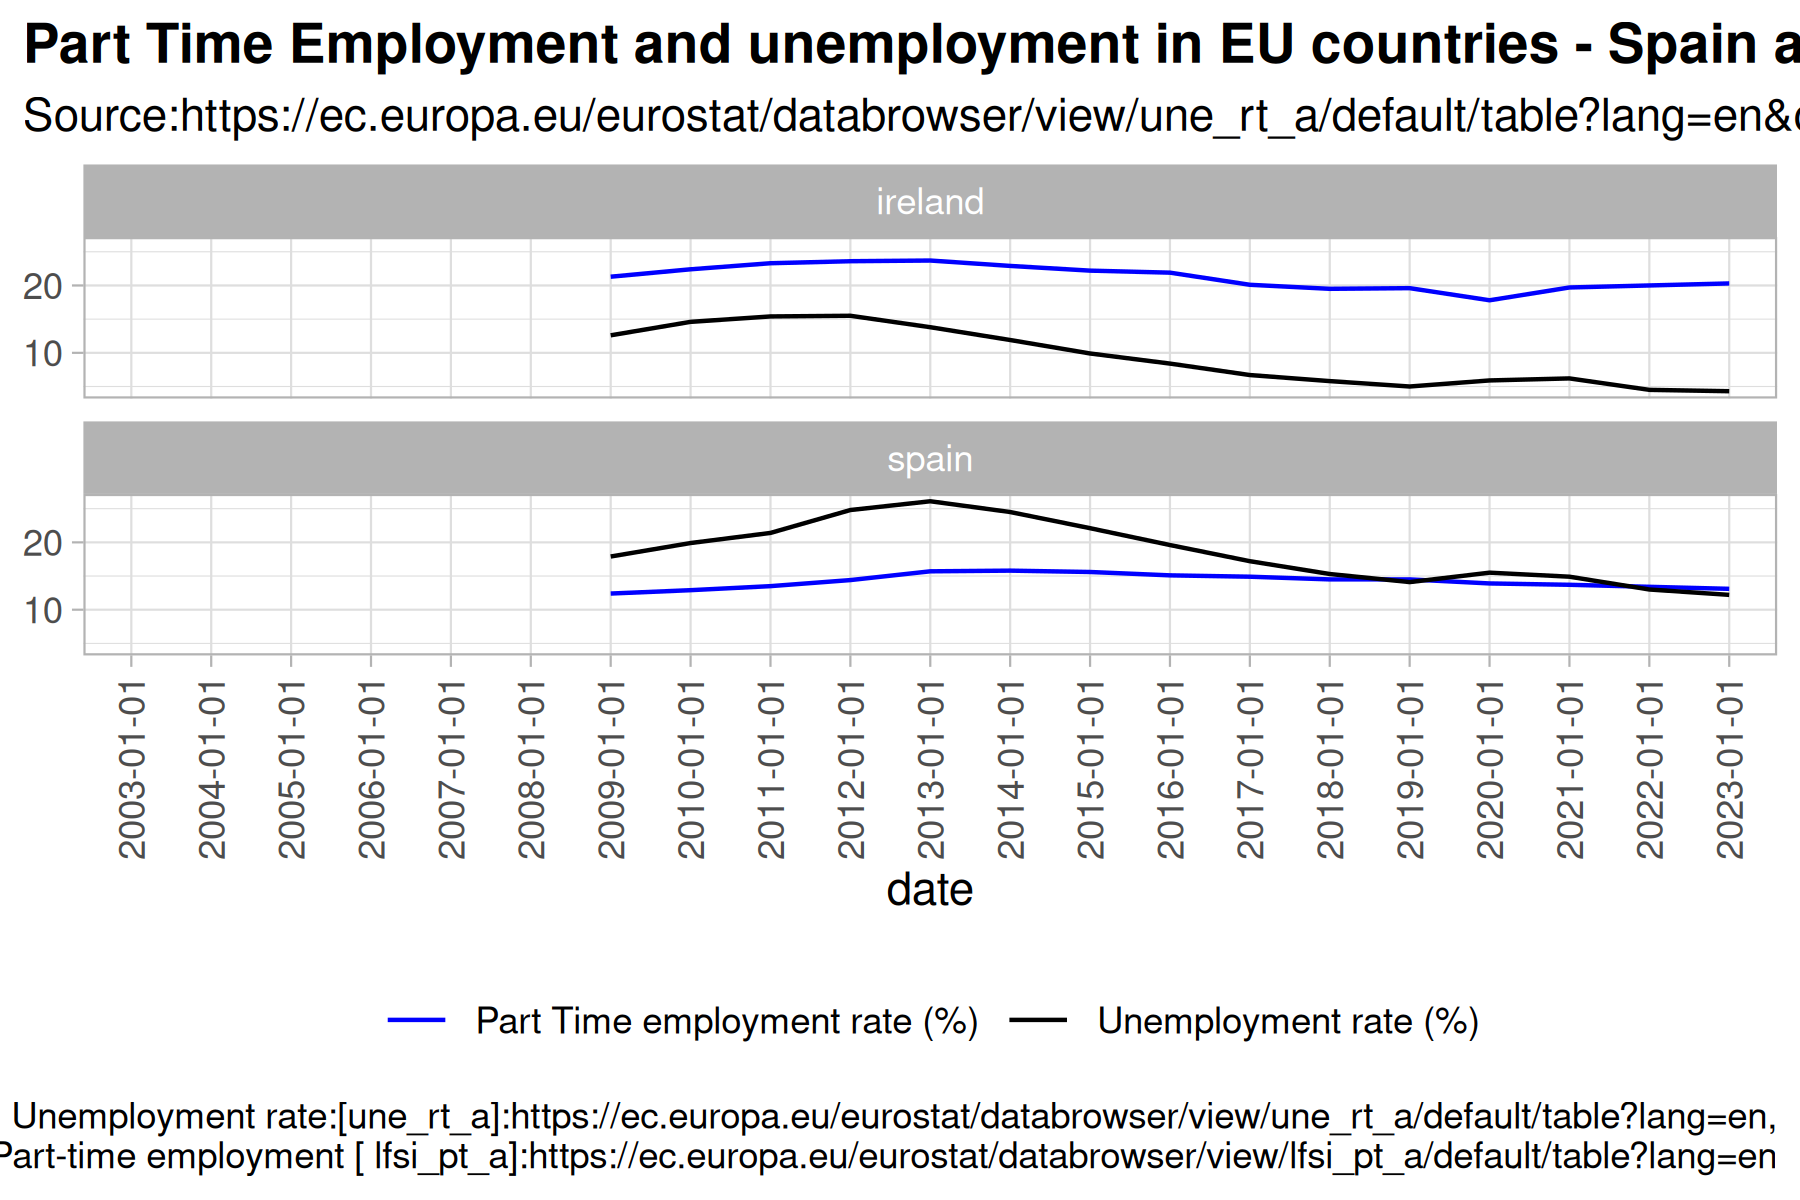 Part Time Employment and unemployment in EU countries - Spain a
Source:https://ec.europa.eu/eurostat/databrowser/view/une_rt_a/default/table?lang=en&
ireland
20
10
spain
20
10
2003-01-01
2004-01-01
2005-01-01
2006-01-01
2007-01-01
2008-01-01
2009-01-01
2010-01-01
2011-01-01
2012-01-01
2013-01-01
2014-01-01
2015-01-01
2016-01-01
2017-01-01
2018-01-01
2019-01-01
2020-01-01
2021-01-01
2022-01-01
2023-01-01
date
Part Time employment rate (%)
Unemployment rate (%)
Unemployment rate:[une_rt_a]:https://ec.europa.eu/eurostat/databrowser/view/une_rt_a/default/table?lang=en,
Part-time employment [ lfsi_pt_a]:https://ec.europa.eu/eurostat/databrowser/view/lfsi_pt_a/default/table?lang=en